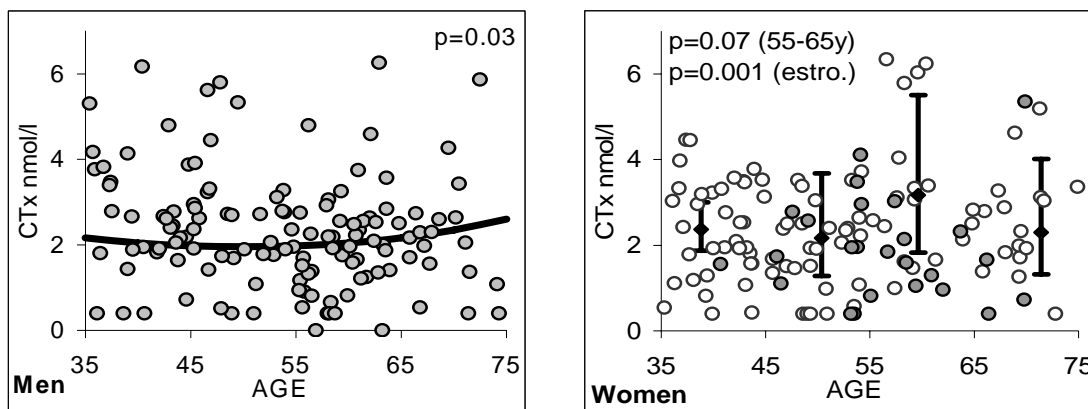 p=0.03
6
4
2
0
CTx nmol/l
35
45
55
65
75
AGE
Men
p=0.07 (55-65y)
p=0.001 (estro.)
6
4
2
0
CTx nmol/l
35
45
55
65
75
AGE
Women